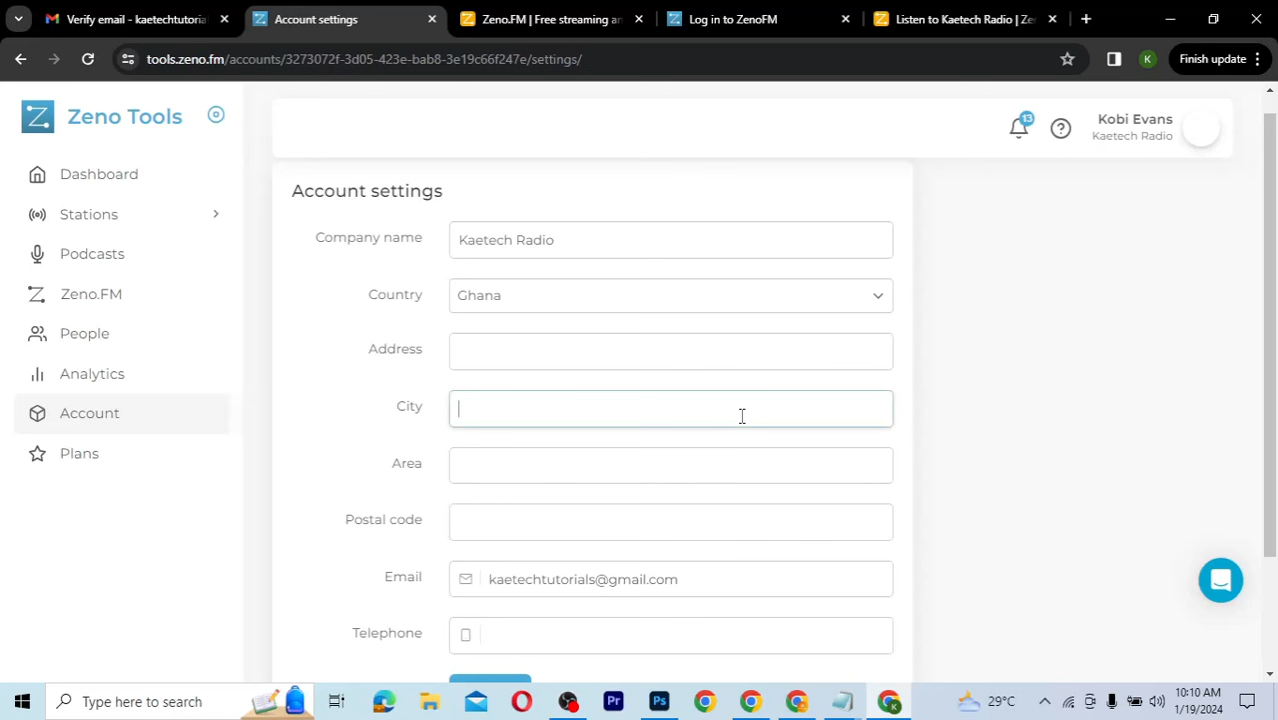 Verify email - kaetechtutorial
Account settings
Zeno.FM | Free streaming an
Log in to ZenoFM
Listen to Kaetech Radio | Ze
tools.zeno.fm/accounts/3273072f-3d05-423e-bab8-3e19c66f247e/settings/
K
Finish update
Zeno Tools
13
Kobi Evans
Kaetech Radio
Dashboard
Stations
Podcasts
Zeno.FM
People
Analytics
Account
Plans
Account settings
Company name
Kaetech Radio
Country
Ghana
Address
City
Area
Postal code
Email
kaetechtutorials@gmail.com
Telephone
Type here to search
Pr
Ps
29°C
10:10 AM
1/19/2024